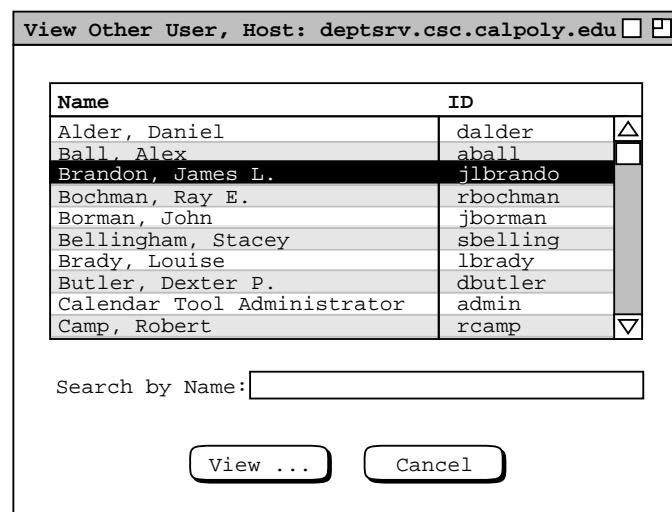 View Other User, Host: deptsrv.csc.calpoly.edu
Name ID
Alder, Daniel dalder
Ball, Alex aball
Brandon, James L. jlbrando
Bochman, Ray E. rbochman
Borman, John jborman
Bellingham, Stacey sbelling
Brady, Louise lbrady
Butler, Dexter P. dbutler
Calendar Tool Administrator admin
Camp, Robert rcamp
Search by Name:
View ... Cancel